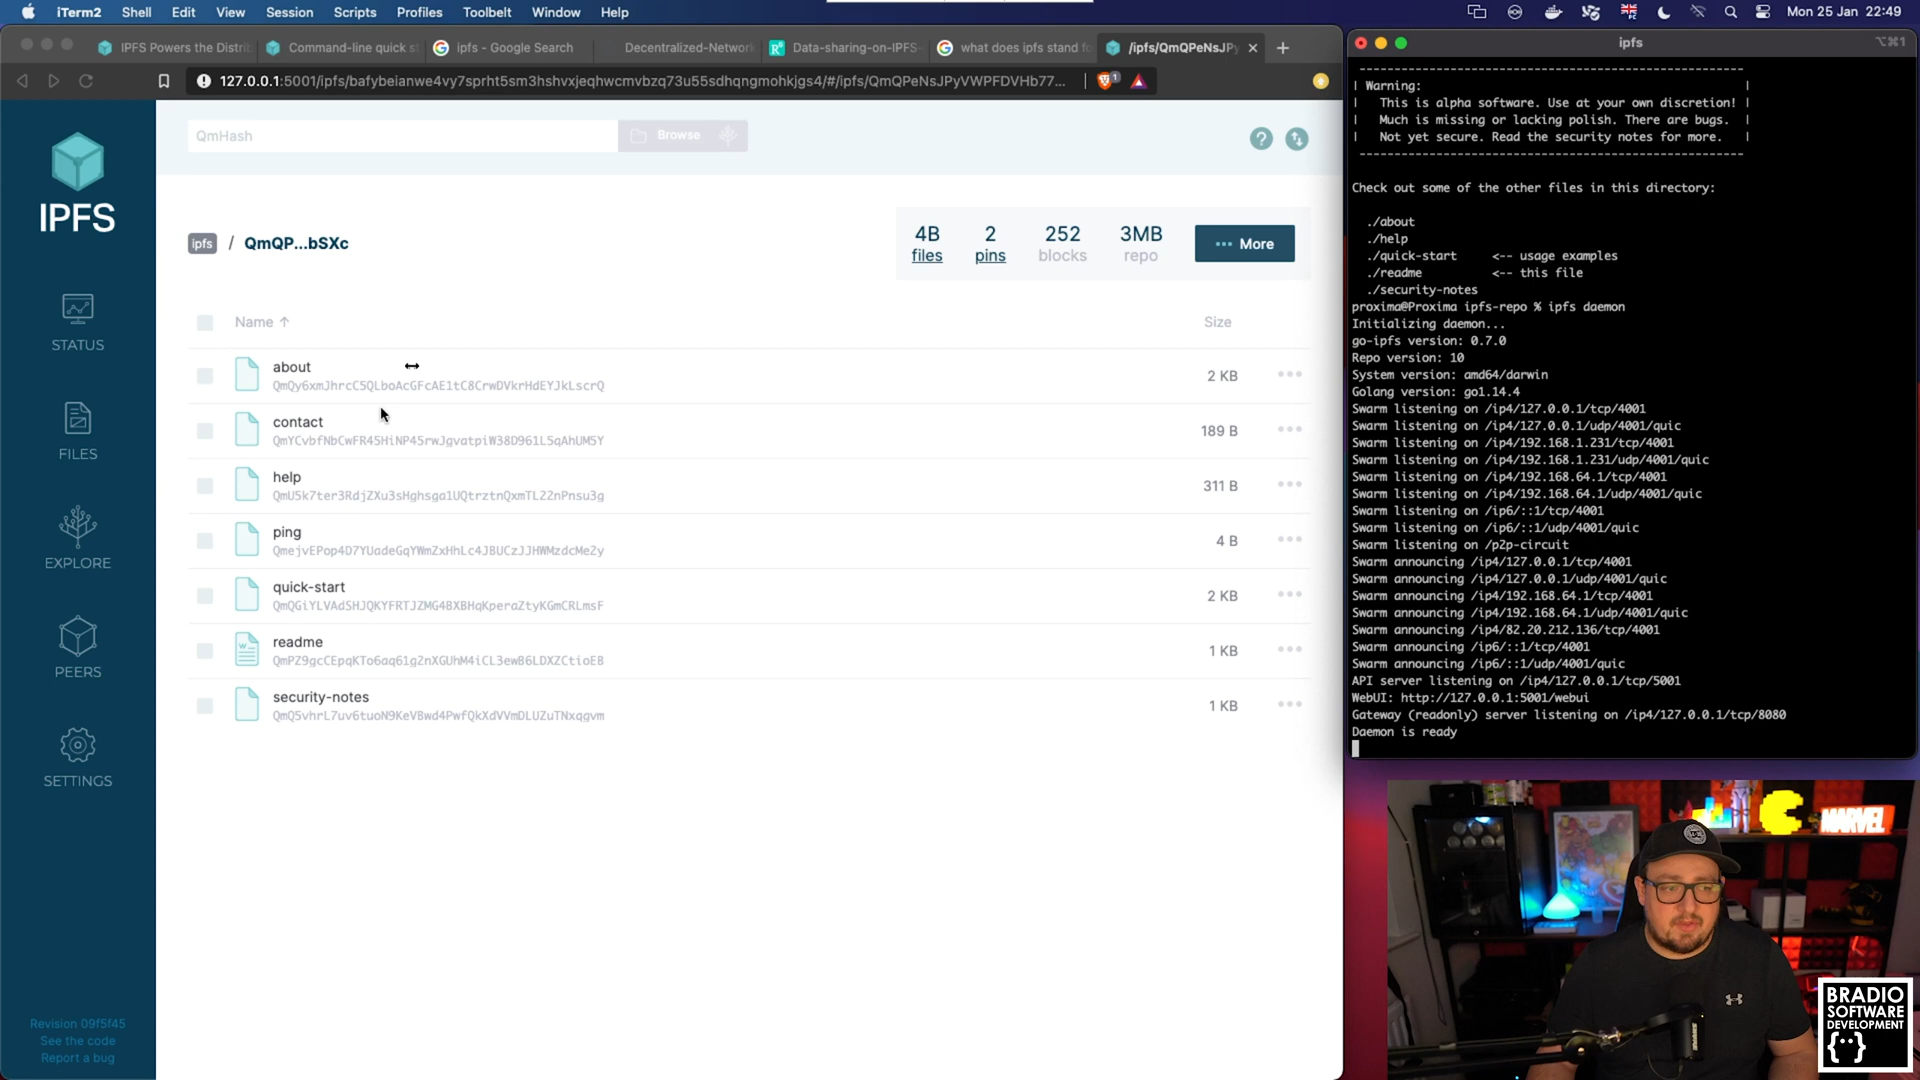 iTerm2 Shell Edit View Session Scripts Profiles Toolbelt Window Help
Mon 25 Jan 22:49
IPFS Powers the Distri
Command-line quick st
ipfs - Google Search
Decentralized-Network
Data-sharing-on-IPFS-
what does ipfs stand fo
/ipfs/QmQPeNsJPy
127.0.0.1:5001/ipfs/bafybeianwe4vy7sprht5sm3hshvxjeqhwcmvbzq73u55sdhqngmohkjgs4/#/ipfs/QmQPeNsJPyVWPFDVHb77...
1
IPFS
STATUS
FILES
EXPLORE
PEERS
SETTINGS
Revision 09f5f45
See the code
Report a bug
QmHash
Browse
ipfs / QmQP...bSXc
4B files
2 pins
252 blocks
3MB repo
··· More
Name ↑ Size
about 2 KB
QmQy6xmJhrcC5QLboAcGFcAE1tC8CrwDVkrHdEYJkLscrQ
contact 189 B
QmYCvbfNbCwFR45HiNP45rwJgvatpiW38D961L5qAhUM5Y
help 311 B
QmU5k7ter3RdjZXu3sHghsga1UQtrztnQxmTL22nPnsu3g
ping 4 B
QmejvEPop4D7YUadeGqYWmZxHhLc4JBUCzJJHWMzdcMe2y
quick-start 2 KB
QmQGiYLVAdSHJQKYFRTJZMG4BXBHqKperaZtyKGmCRLmsF
readme 1 KB
QmPZ9gcCEpqKTo6aq61g2nXGUhM4iCL3ewB6LDXZCtioEB
security-notes 1 KB
QmQ5vhrL7uv6tuoN9KeVBwd4PwfQkXdVVmDLUZuTNxqgvm
ipfs
⌥⌘1
Warning:
This is alpha software. Use at your own discretion!
Much is missing or lacking polish. There are bugs.
Not yet secure. Read the security notes for more.
Check out some of the other files in this directory:
./about
./help
./quick-start <-- usage examples
./readme <-- this file
./security-notes
proxima@Proxima ipfs-repo % ipfs daemon
Initializing daemon...
go-ipfs version: 0.7.0
Repo version: 10
System version: amd64/darwin
Golang version: go1.14.4
Swarm listening on /ip4/127.0.0.1/tcp/4001
Swarm listening on /ip4/127.0.0.1/udp/4001/quic
Swarm listening on /ip4/192.168.1.231/tcp/4001
Swarm listening on /ip4/192.168.1.231/udp/4001/quic
Swarm listening on /ip4/192.168.64.1/tcp/4001
Swarm listening on /ip4/192.168.64.1/udp/4001/quic
Swarm listening on /ip6/::1/tcp/4001
Swarm listening on /ip6/::1/udp/4001/quic
Swarm listening on /p2p-circuit
Swarm announcing /ip4/127.0.0.1/tcp/4001
Swarm announcing /ip4/127.0.0.1/udp/4001/quic
Swarm announcing /ip4/192.168.64.1/tcp/4001
Swarm announcing /ip4/192.168.64.1/udp/4001/quic
Swarm announcing /ip4/82.20.212.136/tcp/4001
Swarm announcing /ip6/::1/tcp/4001
Swarm announcing /ip6/::1/udp/4001/quic
API server listening on /ip4/127.0.0.1/tcp/5001
WebUI: http://127.0.0.1:5001/webui
Gateway (readonly) server listening on /ip4/127.0.0.1/tcp/8080
Daemon is ready
MARVEL
BRADIO
SOFTWARE
DEVELOPMENT
{··}